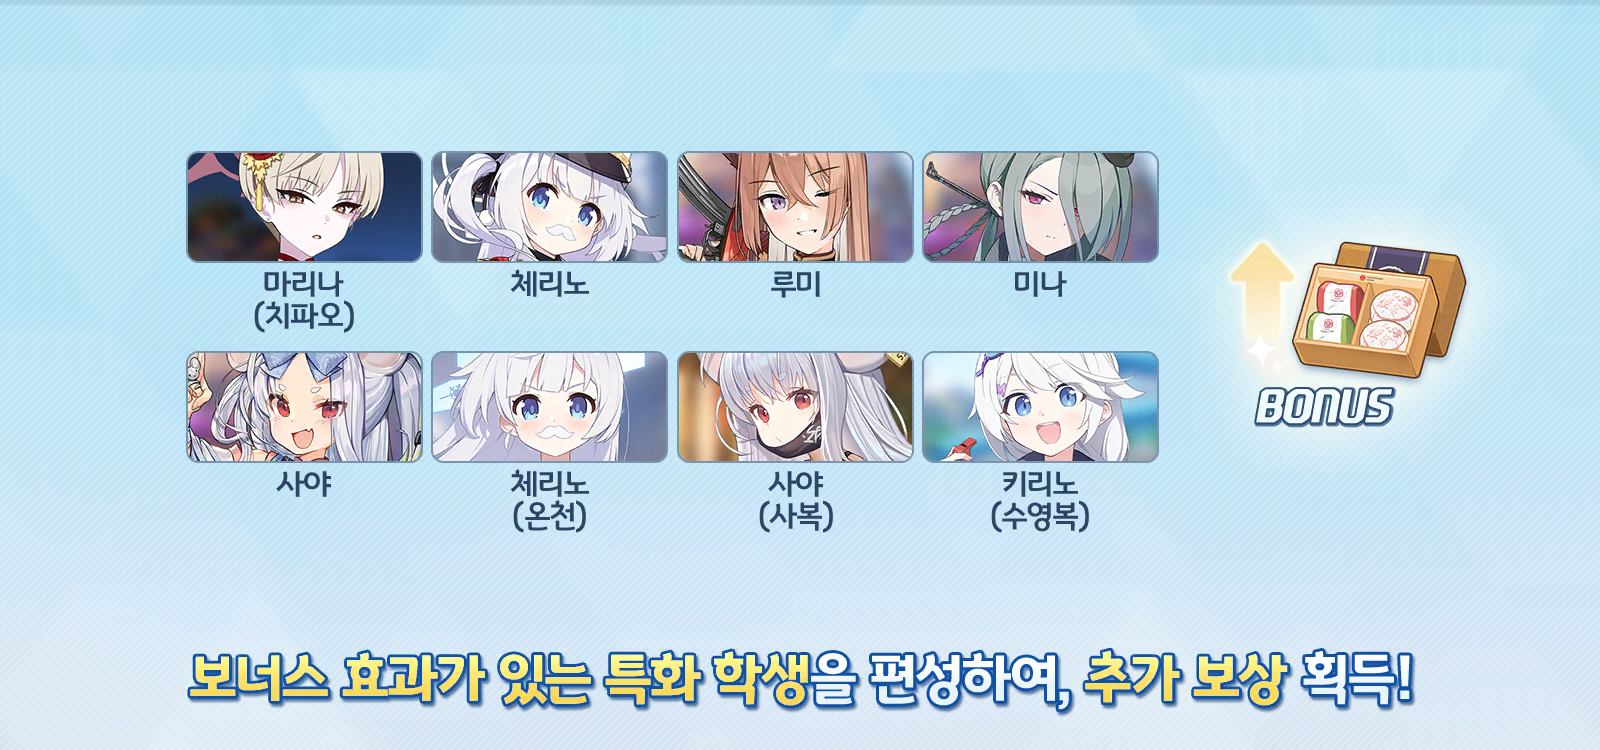 마리나
(치파오)
체리노
루미
미나
사야
체리노
(온천)
사야
(사복)
키리노
(수영복)
BONUS
보너스 효과가 있는 특화 학생을 편성하여, 추가 보상 획득!